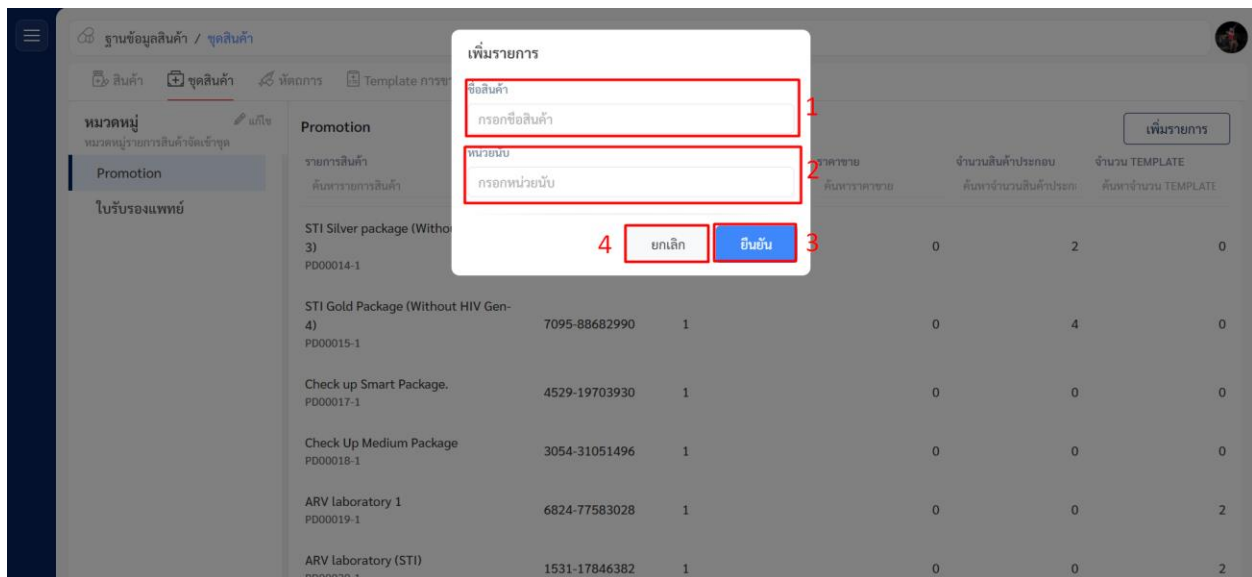 ฐานข้อมูลสินค้า / ชุดสินค้า
สินค้า ชุดสินค้า หัตถการ Template
เพิ่มรายการ
ชื่อสินค้า
กรอกชื่อสินค้า
1
หน่วยนับ
กรอกหน่วยนับ
2
4 ยกเลิก ยืนยัน 3
หมวดหมู่ แก้ไข
หมวดหมู่รายการสินค้าจัดเข้าชุด
Promotion
ใบรับรองแพทย์
Promotion เพิ่มรายการ
รายการสินค้า ราคาขาย จำนวนสินค้าประกอบ จำนวน TEMPLATE
ค้นหารายการสินค้า ค้นหาราคาขาย ค้นหาจำนวนสินค้าประกอ ค้นหาจำนวน TEMPLATE
STI Silver package
3) 0 2 0
PD00014-1
STI Gold Package (Without HIV Gen-
4) 7095-88682990 1 0 4 0
PD00015-1
Check up Smart Package. 4529-19703930 1 0 0 0
PD00017-1
Check Up Medium Package 3054-31051496 1 0 0 0
PD00018-1
ARV laboratory 1 6824-77583028 1 0 0 2
PD00019-1
ARV laboratory (STI) 1531-17846382 1 0 0 2